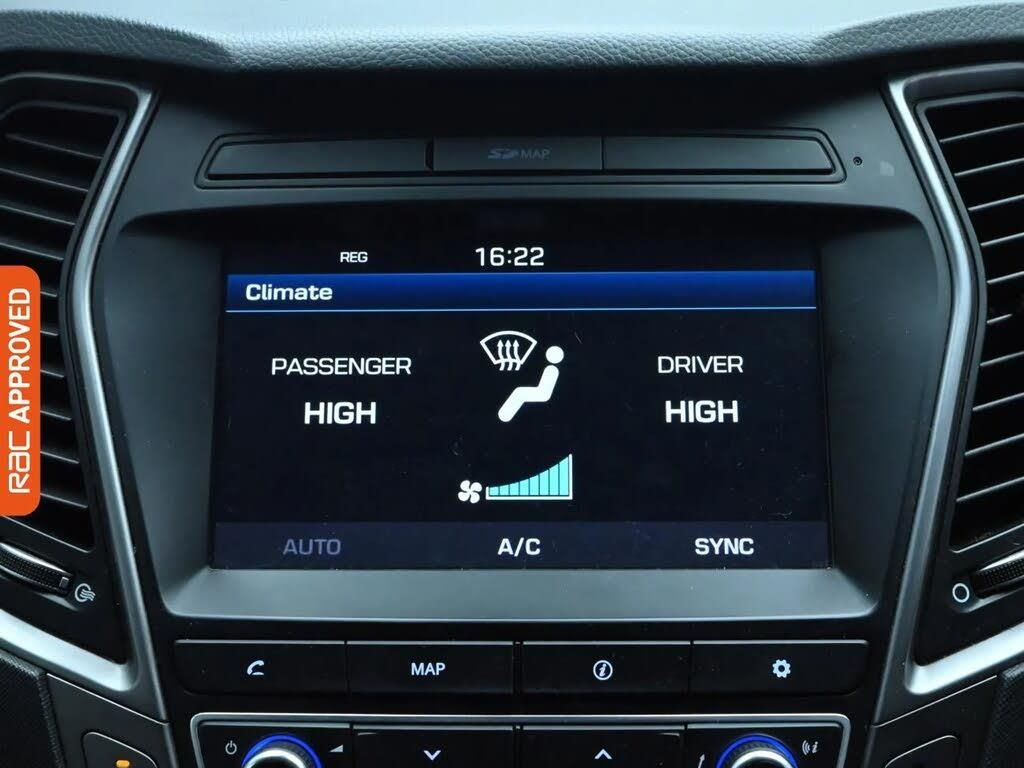 SD MAP
REG 16:22
Climate
PASSENGER
DRIVER
HIGH
HIGH
AUTO A/C SYNC
MAP
RAC APPROVED